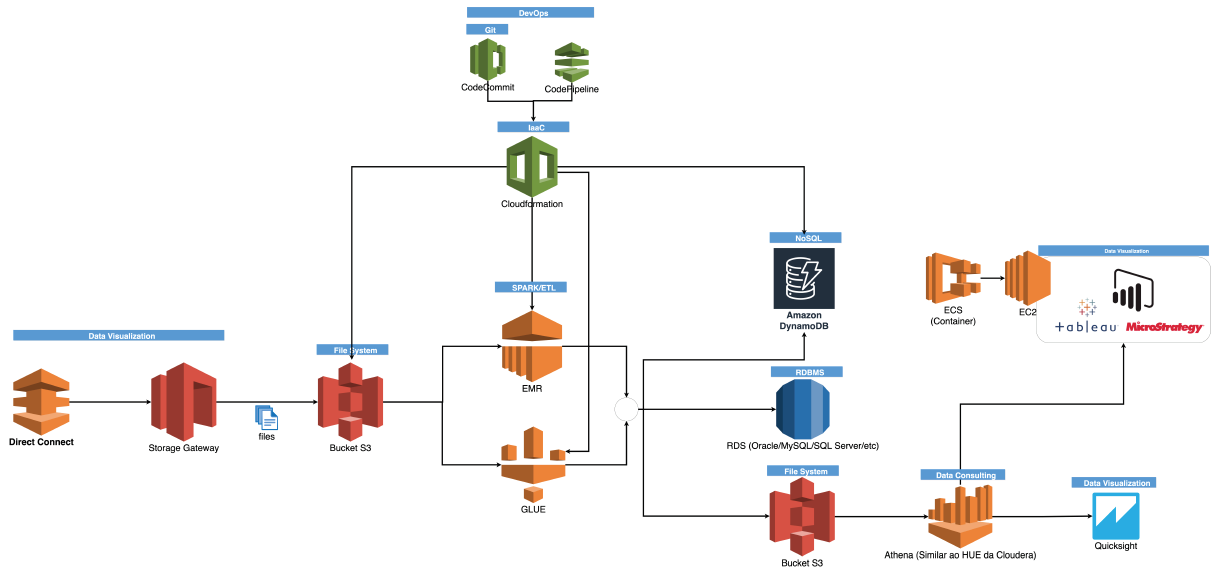 DevOps
Git
CodeCommit
CodePipeline
IaaC
Cloudformation
NoSQL
Amazon
DynamoDB
Data Visualization
ECS
(Container)
EC2
tableau
MicroStrategy
SPARK/ETL
EMR
Data Visualization
File System
Direct Connect
Storage Gateway
files
Bucket S3
GLUE
RDBMS
RDS (Oracle/MySQL/SQL Server/etc)
File System
Bucket S3
Data Consulting
Athena (Similar ao HUE da Cloudera)
Data Visualization
Quicksight